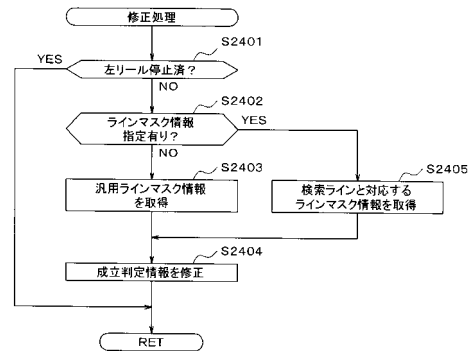 修正処理
S2401
YES
左リール停止済？
NO
S2402
ラインマスク情報
指定有り？
YES
NO
S2403
汎用ラインマスク情報
を取得
S2405
検索ラインと対応する
ラインマスク情報を取得
S2404
成立判定情報を修正
RET